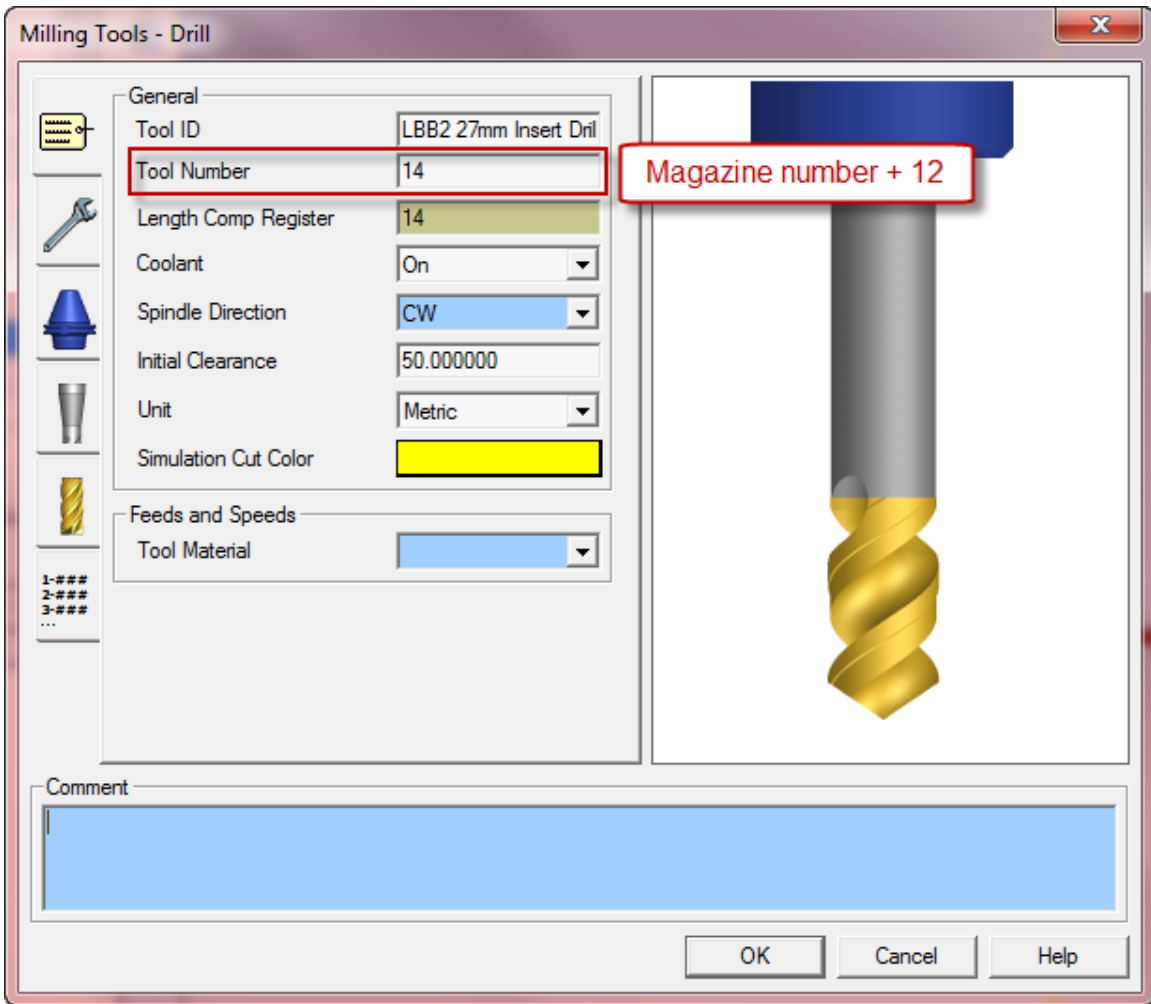 Milling Tools - Drill
General
Tool ID LBB2 27mm Insert Dril
Tool Number 14
Magazine number + 12
Length Comp Register 14
Coolant On
Spindle Direction CW
Initial Clearance 50.000000
Unit Metric
Simulation Cut Color
Feeds and Speeds
Tool Material
1-###
2-###
3-###
...
Comment
OK Cancel Help